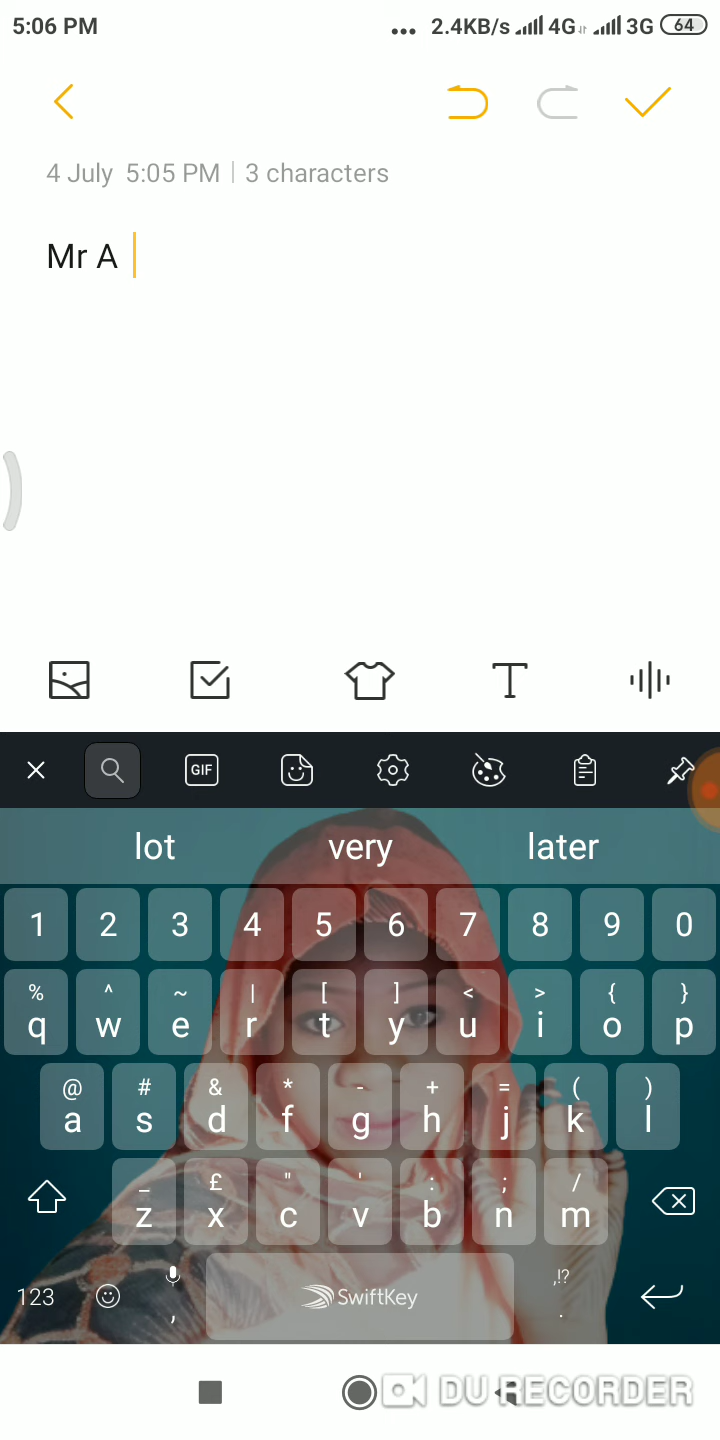 5:06 PM ... 2.4KB/s 4G 3G 64
4 July 5:05 PM | 3 characters
Mr A
GIF
lot very later
1 2 3 4 5 6 7 8 9 0
% ^ ~ | [ ] < > { }
q w e r t y u i o p
@ # & * - + = ( )
a s d f g h j k l
_ £ " ' : ; /
z x c v b n m
123 , SwiftKey ,!? .
DU RECORDER